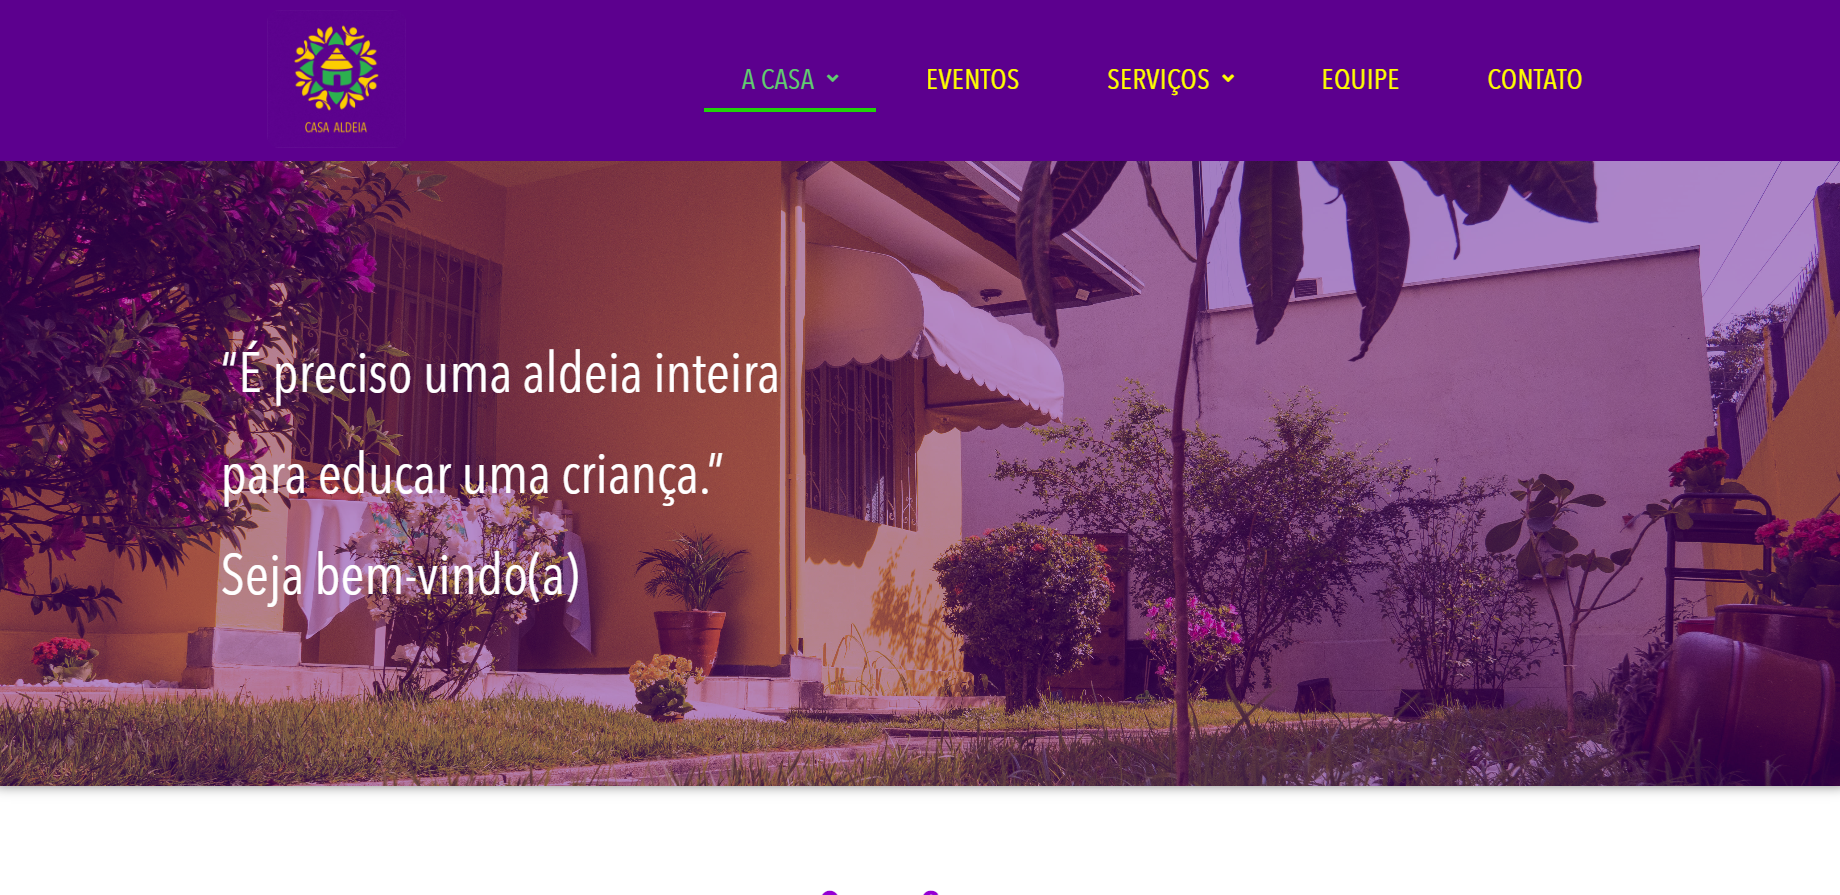 CASA ALDEIA
A CASA
EVENTOS
SERVIÇOS
EQUIPE
CONTATO
“É preciso uma aldeia inteira
para educar uma criança.”
Seja bem-vindo(a)